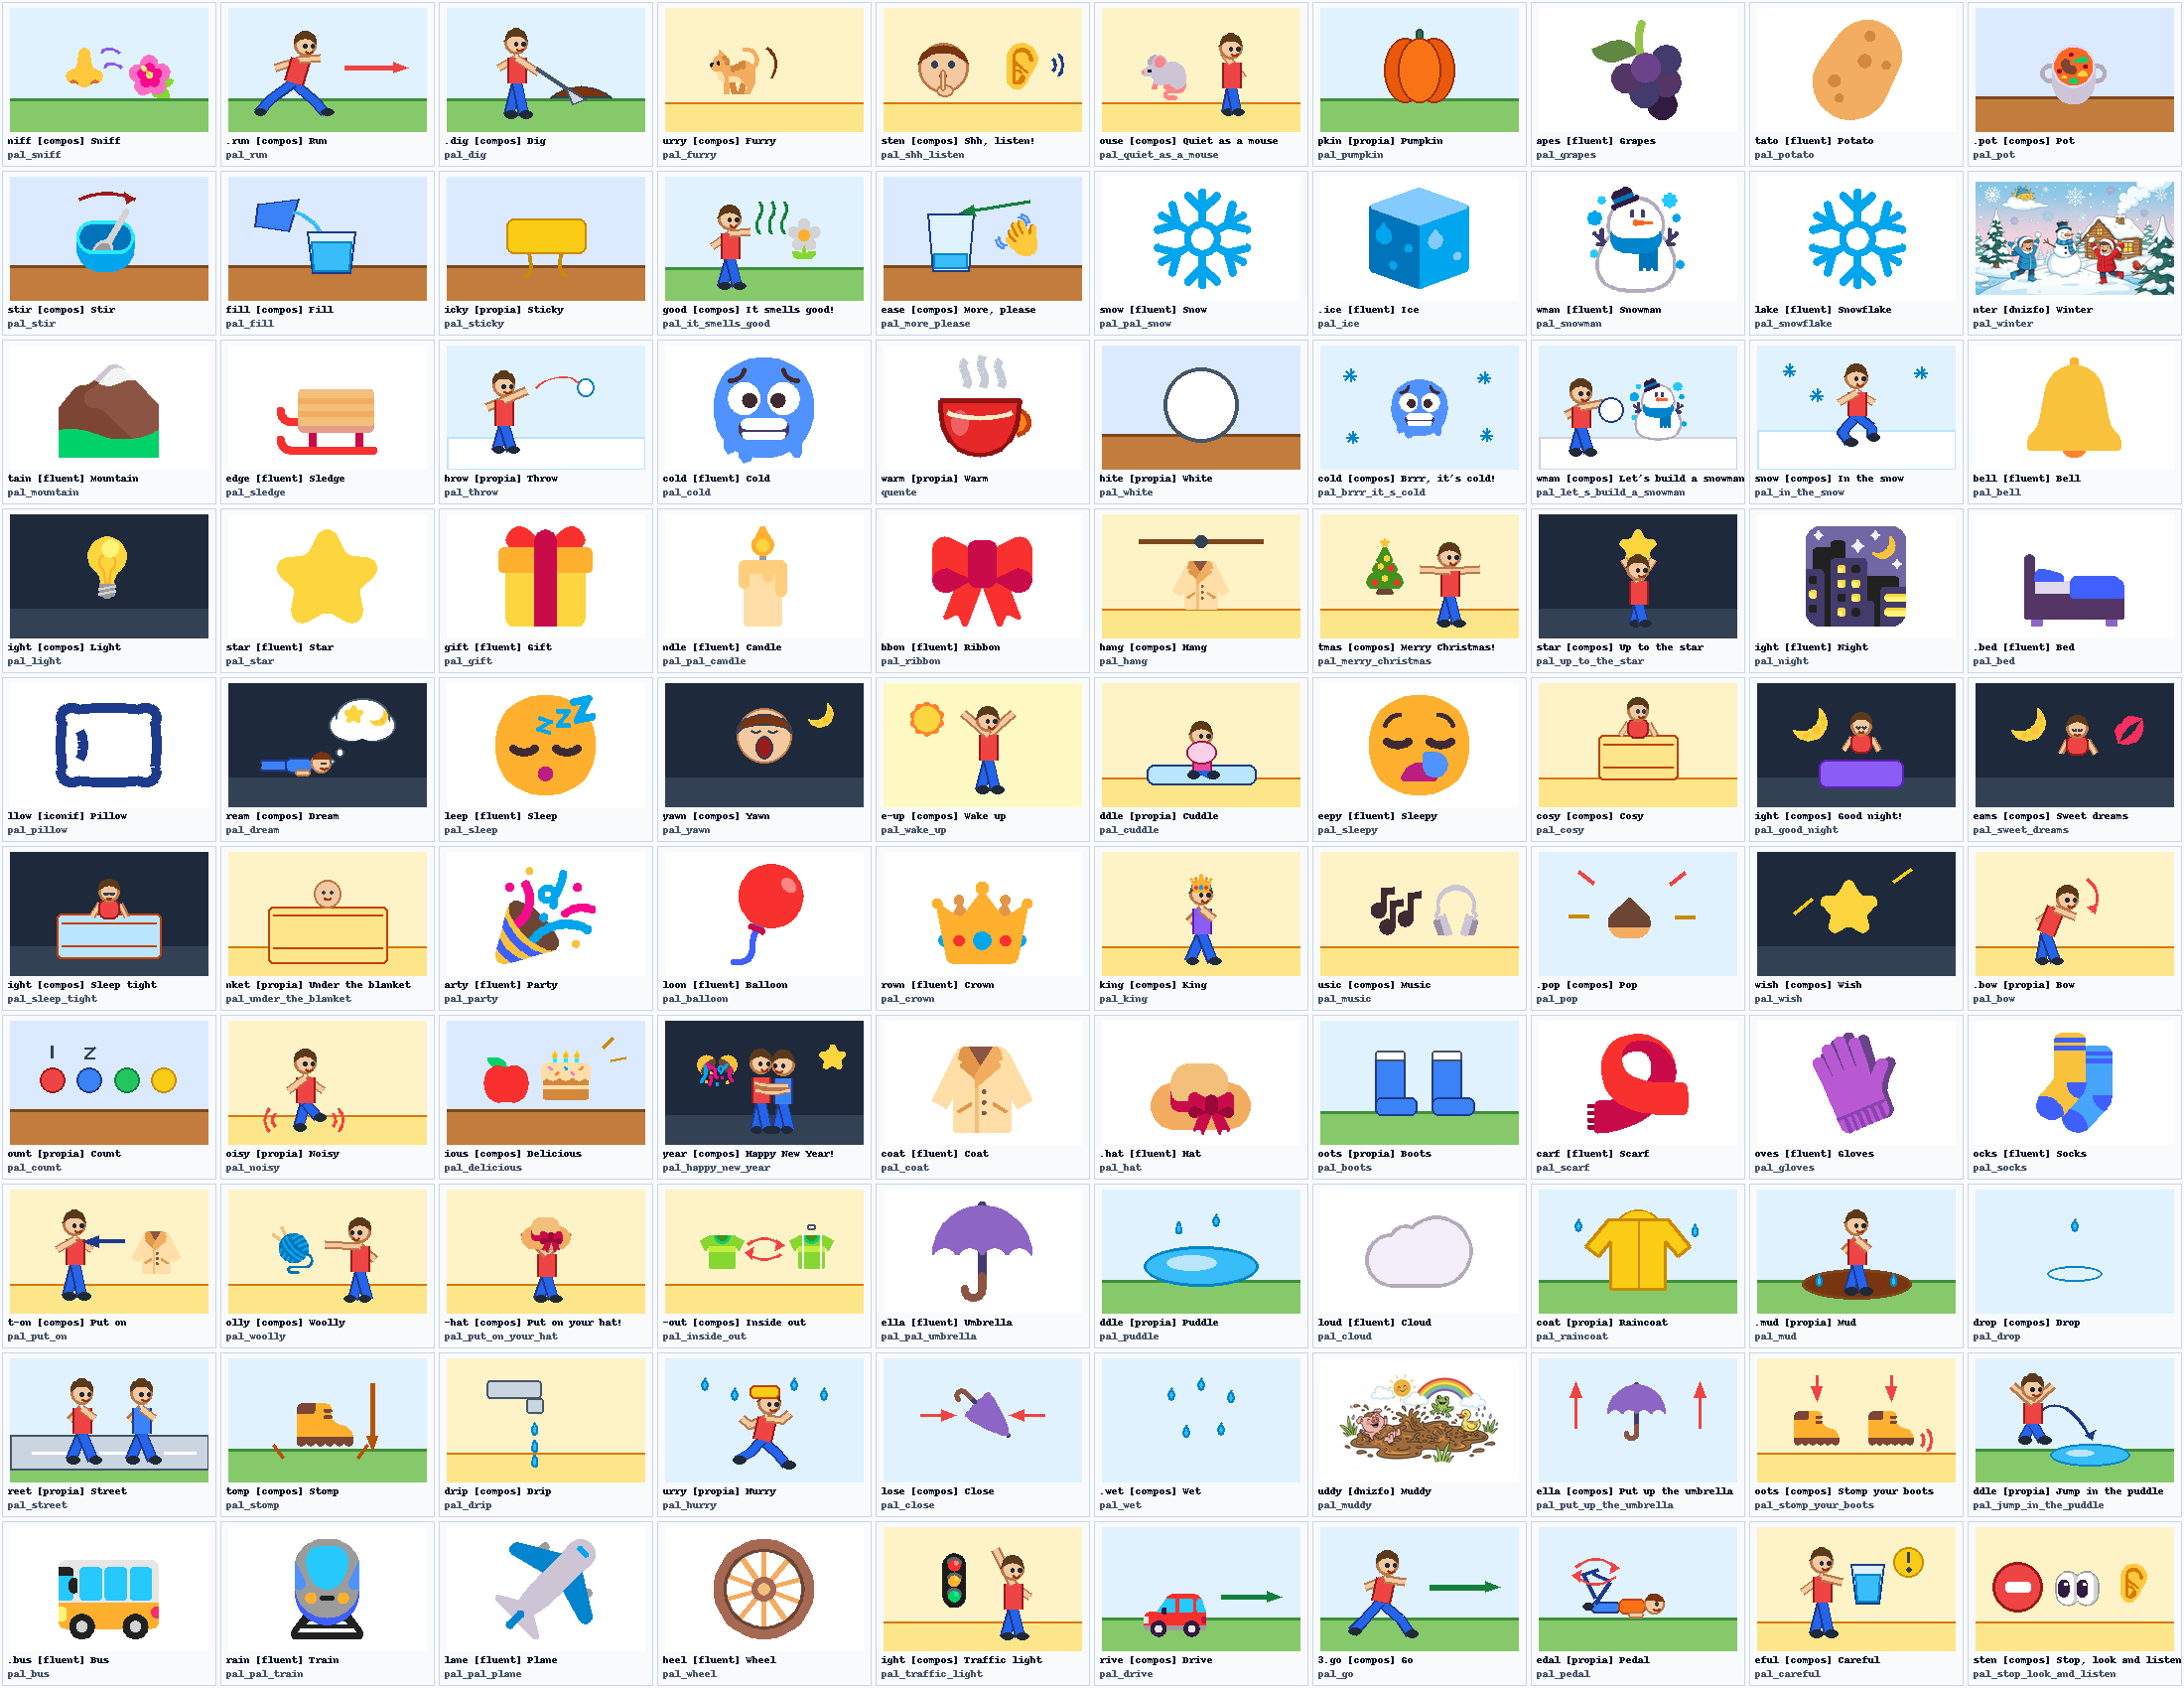 niff [compos] Sniff
pal_sniff
.run [compos] Run
pal_run
.dig [compos] Dig
pal_dig
urry [compos] Furry
pal_furry
sten [compos] Shh, listen!
pal_shh_listen
ouse [compos] Quiet as a mouse
pal_quiet_as_a_mouse
pkin [propia] Pumpkin
pal_pumpkin
apes [fluent] Grapes
pal_grapes
tato [fluent] Potato
pal_potato
.pot [compos] Pot
pal_pot
stir [compos] Stir
pal_stir
fill [compos] Fill
pal_fill
icky [propia] Sticky
pal_sticky
good [compos] It smells good!
pal_it_smells_good
ease [compos] More, please
pal_more_please
snow [fluent] Snow
pal_pal_snow
.ice [fluent] Ice
pal_ice
wman [fluent] Snowman
pal_snowman
lake [fluent] Snowflake
pal_snowflake
nter [dnizfo] Winter
pal_winter
tain [fluent] Mountain
pal_mountain
edge [fluent] Sledge
pal_sledge
hrow [propia] Throw
pal_throw
cold [fluent] Cold
pal_cold
warm [propia] Warm
quente
hite [propia] White
pal_white
cold [compos] Brrr, it's cold!
pal_brrr_it_s_cold
wman [compos] Let's build a snowman
pal_let_s_build_a_snowman
snow [compos] In the snow
pal_in_the_snow
bell [fluent] Bell
pal_bell
ight [compos] Light
pal_light
star [fluent] Star
pal_star
gift [fluent] Gift
pal_gift
ndle [fluent] Candle
pal_pal_candle
bbon [fluent] Ribbon
pal_ribbon
hang [compos] Hang
pal_hang
tmas [compos] Merry Christmas!
pal_merry_christmas
star [compos] Up to the star
pal_up_to_the_star
ight [fluent] Night
pal_night
.bed [fluent] Bed
pal_bed
llow [iconif] Pillow
pal_pillow
ream [compos] Dream
pal_dream
z z z
leep [fluent] Sleep
pal_sleep
yawn [compos] Yawn
pal_yawn
e-up [compos] Wake up
pal_wake_up
ddle [propia] Cuddle
pal_cuddle
eepy [fluent] Sleepy
pal_sleepy
cosy [compos] Cosy
pal_cosy
ight [compos] Good night!
pal_good_night
eams [compos] Sweet dreams
pal_sweet_dreams
ight [compos] Sleep tight
pal_sleep_tight
nket [propia] Under the blanket
pal_under_the_blanket
arty [fluent] Party
pal_party
loon [fluent] Balloon
pal_balloon
rown [fluent] Crown
pal_crown
king [compos] King
pal_king
usic [compos] Music
pal_music
.pop [compos] Pop
pal_pop
wish [compos] Wish
pal_wish
.bow [propia] Bow
pal_bow
1 2
ount [propia] Count
pal_count
oisy [propia] Noisy
pal_noisy
ious [compos] Delicious
pal_delicious
year [compos] Happy New Year!
pal_happy_new_year
coat [fluent] Coat
pal_coat
.hat [fluent] Hat
pal_hat
oots [propia] Boots
pal_boots
carf [fluent] Scarf
pal_scarf
oves [fluent] Gloves
pal_gloves
ocks [fluent] Socks
pal_socks
t-on [compos] Put on
pal_put_on
olly [compos] Woolly
pal_woolly
-hat [compos] Put on your hat!
pal_put_on_your_hat
-out [compos] Inside out
pal_inside_out
ella [fluent] Umbrella
pal_pal_umbrella
ddle [propia] Puddle
pal_puddle
loud [fluent] Cloud
pal_cloud
coat [propia] Raincoat
pal_raincoat
.mud [propia] Mud
pal_mud
drop [compos] Drop
pal_drop
reet [propia] Street
pal_street
tomp [compos] Stomp
pal_stomp
drip [compos] Drip
pal_drip
urry [propia] Hurry
pal_hurry
lose [compos] Close
pal_close
.wet [compos] Wet
pal_wet
uddy [dnizfo] Muddy
pal_muddy
ella [compos] Put up the umbrella
pal_put_up_the_umbrella
oots [compos] Stomp your boots
pal_stomp_your_boots
ddle [propia] Jump in the puddle
pal_jump_in_the_puddle
.bus [fluent] Bus
pal_bus
rain [fluent] Train
pal_pal_train
lane [fluent] Plane
pal_pal_plane
heel [fluent] Wheel
pal_wheel
ight [compos] Traffic light
pal_traffic_light
rive [compos] Drive
pal_drive
3.go [compos] Go
pal_go
edal [propia] Pedal
pal_pedal
!
eful [compos] Careful
pal_careful
sten [compos] Stop, look and listen
pal_stop_look_and_listen